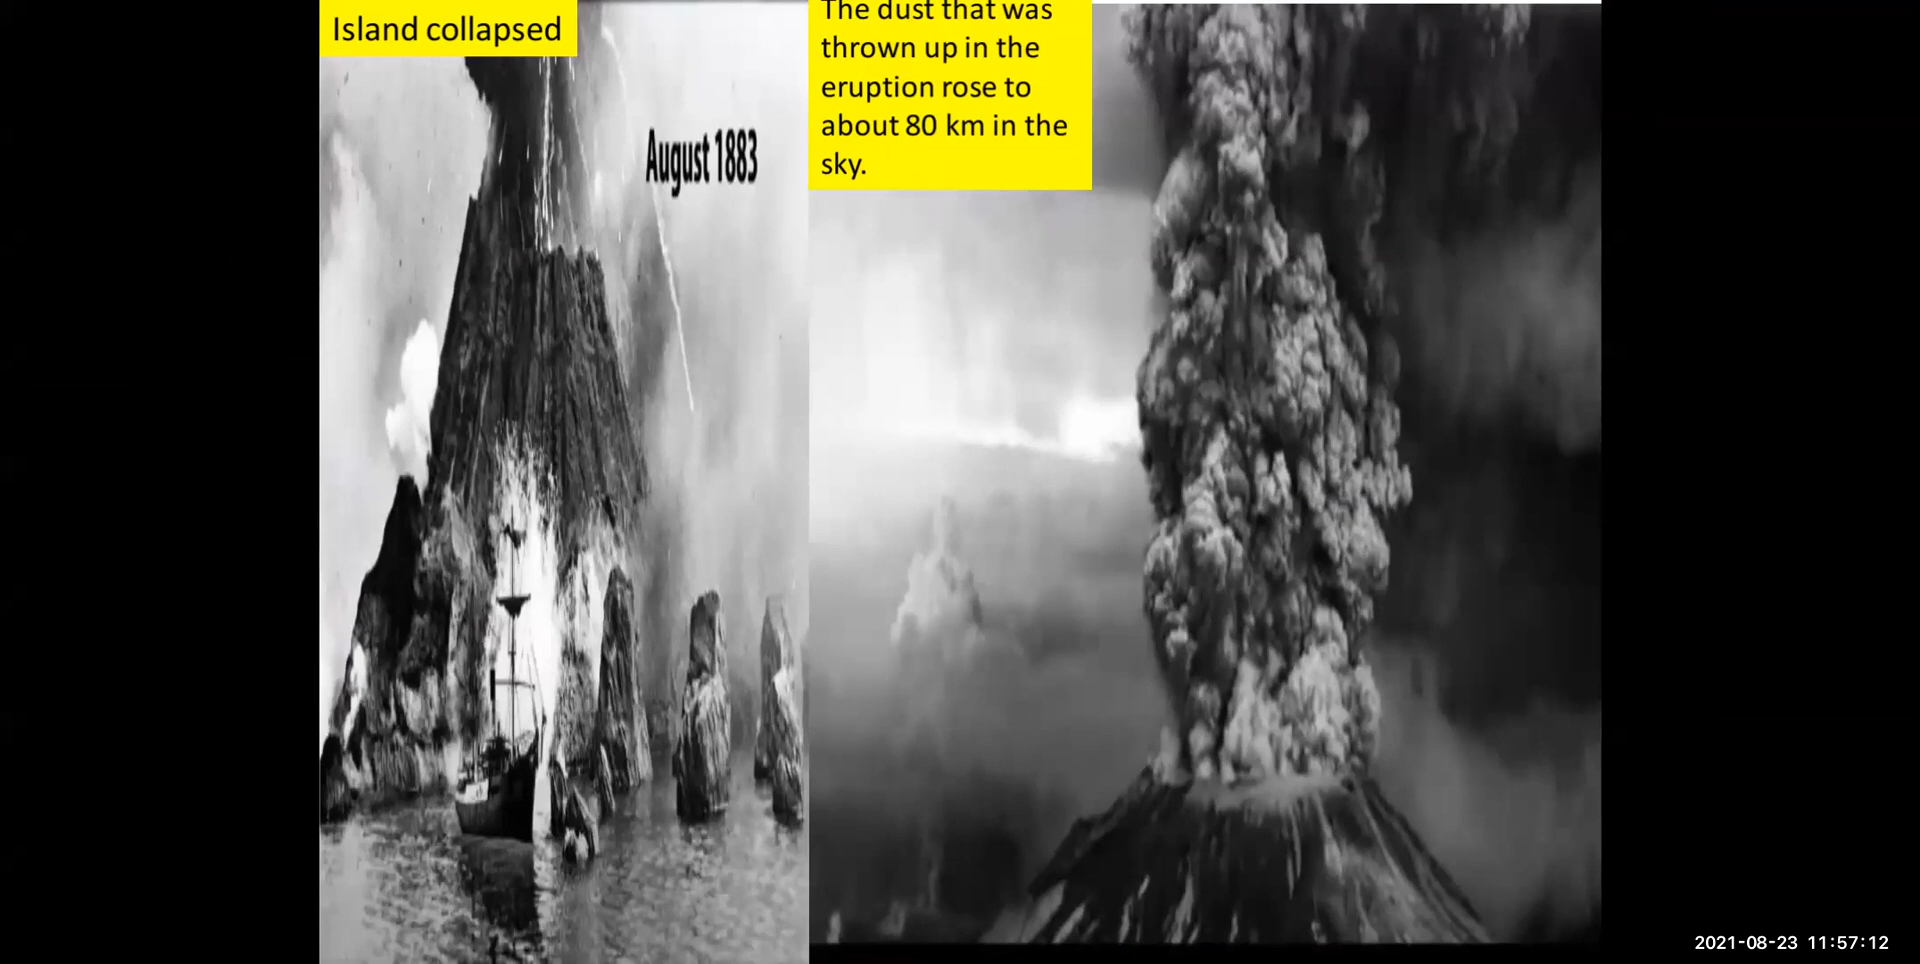 Island collapsed
August 1883
The dust that was
thrown up in the
eruption rose to
about 80 km in the
sky.
2021-08-23 11:57:12